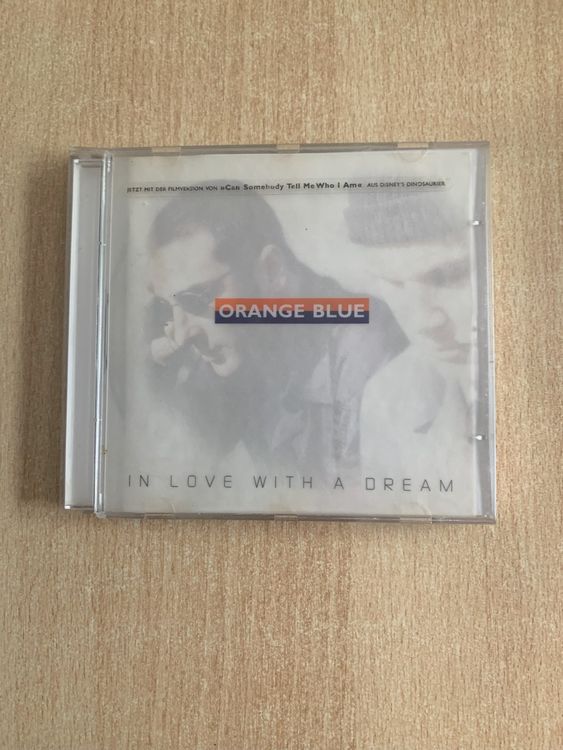 JETZT MIT DER FILMVERSION VON »Can Somebody Tell Me Who I Am« AUS DISNEY'S DINOSAURIER
ORANGE BLUE
IN LOVE WITH A DREAM